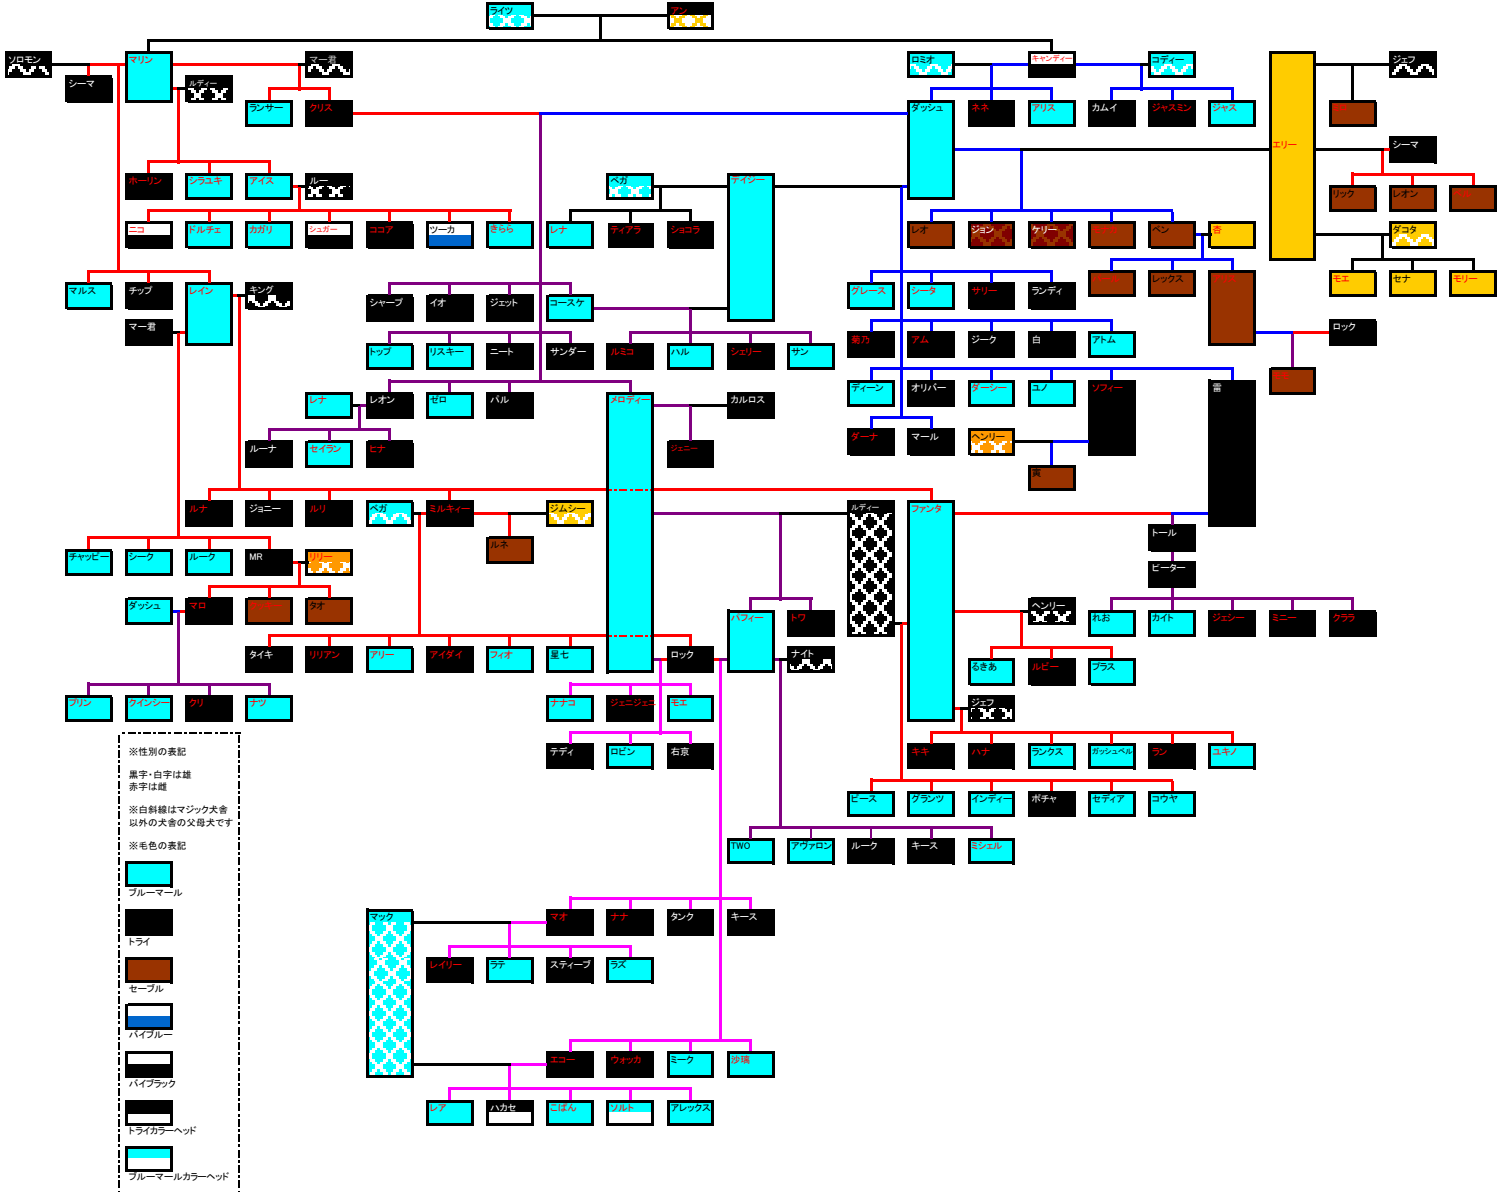 ライツ
アン
ソロモン
マリン
マー君
ロミオ
キャンディー
コディー
ジェフ
シーマ
ルディー
ランサー
クリス
ダッシュ
ネネ
アリス
カムイ
ジャスミン
ジャス
エリー
シーマ
ホーリン
シラユキ
アイス
ルー
ベガ
デイジー
リック
レオン
ニコ
ドルチェ
カガリ
シュガー
ココア
ツーカ
きらら
レナ
ティアラ
ショコラ
レオ
ジョン
ケリー
ベン
杏
ダコタ
マルス
チップ
レイン
キング
シャープ
イオ
ジェット
コースケ
グレース
シータ
サリー
ランディ
レックス
モエ
セナ
モリー
マー君
トップ
リスキー
ニート
サンダー
ルミコ
ハル
シェリー
サン
菊乃
アム
ジーク
白
アトム
ロック
レナ
レオン
ゼロ
バル
メロディー
カルロス
ディーン
オリバー
ダーシー
ユノ
ソフィー
雷
ルーナ
セイラン
ヒナ
ジェニー
ダーナ
マール
ヘンリー
寅
ルナ
ジョニー
ルリ
ベガ
ミルキィー
ジムシー
ルディー
ファンタ
トール
チャッピー
シーク
ルーク
MR
リリー
ルネ
ピーター
ダッシュ
マロ
タオ
パフィー
トワ
ヘンリー
れお
カイト
ジェシー
ミニー
クララ
タイキ
リリアン
アリー
アイダイ
フィオ
星七
ロック
ナイト
るきあ
ルビー
プラス
プリン
クインシー
クリ
ナツ
ナナコ
ジェニジェニ
モエ
ジェフ
テディ
ロビン
右京
キキ
ハナ
ランクス
ガッシュベル
ラン
ユキノ
ピース
グランツ
インディー
ボチャ
セディア
コウヤ
TWO
アヴァロン
ルーク
キース
ミシェル
マック
マオ
ナナ
タンク
キース
レイリー
ラテ
スティーブ
ラズ
エコー
ウォッカ
ミーク
沙璃
レア
ハカセ
こばん
ソルト
アレックス
※性別の表記
黒字・白字は雄
赤字は雌
※白斜線はマジック犬舎
以外の犬舎の父母犬です
※毛色の表記
ブルーマール
トライ
セーブル
バイブルー
バイブラック
トライカラーヘッド
ブルーマールカラーヘッド